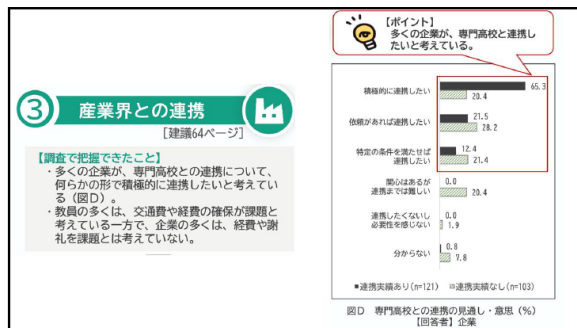 ③ 産業界との連携
[建議64ページ]
【調査で把握できたこと】
・多くの企業が、専門高校との連携について、
何らかの形で積極的に連携したいと考えてい
る（図D）。
・教員の多くは、交通費や経費の確保が課題と
考えている一方で、企業の多くは、経費や謝
礼を課題とは考えていない。
【ポイント】
多くの企業が、専門高校と連携し
たいと考えている。
積極的に連携したい
65.3
20.4
依頼があれば連携したい
21.5
28.2
特定の条件を満たせば
連携したい
12.4
21.4
関心はあるが
連携までは難しい
0.0
20.4
連携したくないし
必要性を感じない
0.0
1.9
分からない
0.8
7.8
■連携実績あり(n=121) 連携実績なし(n=103)
図D 専門高校との連携の見通し・意思（%）
【回答者】企業